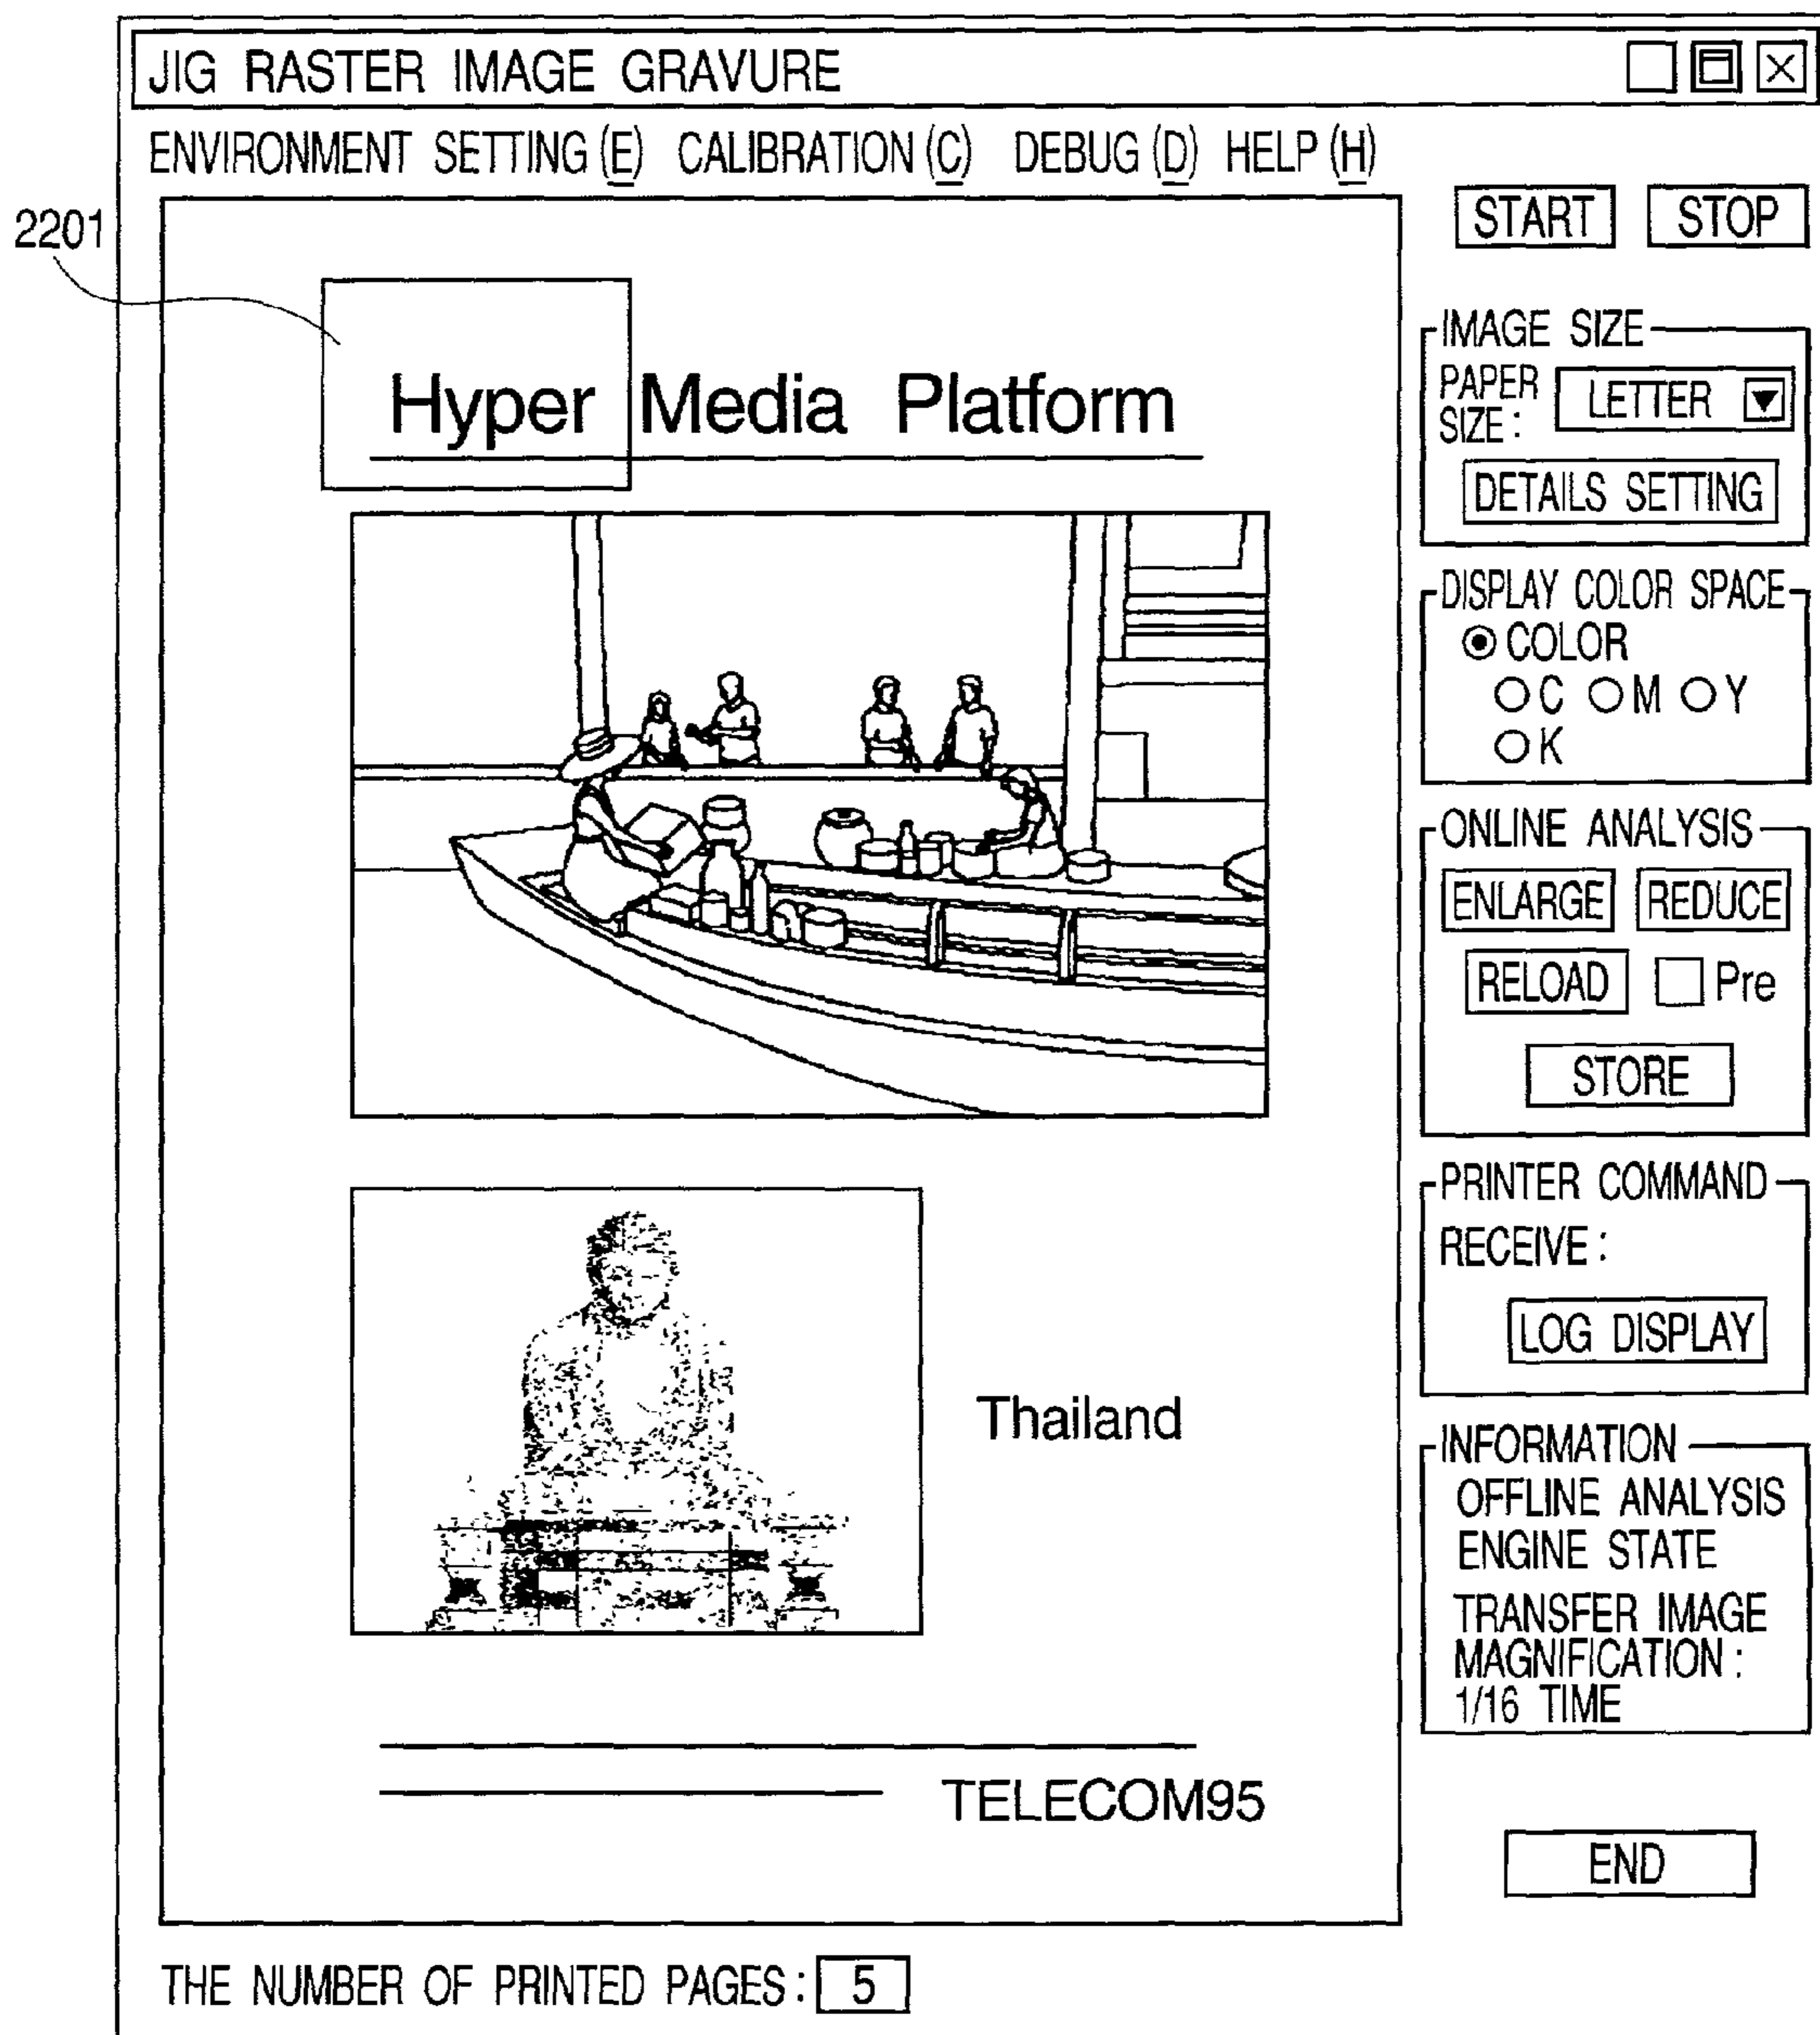 JIG RASTER IMAGE GRAVURE
ENVIRONMENT SETTING (E) CALIBRATION (C) DEBUG (D) HELP (H)
2201
Hyper Media Platform
Thailand
TELECOM95
START STOP
IMAGE SIZE
PAPER
SIZE :
LETTER
DETAILS SETTING
DISPLAY COLOR SPACE
COLOR
C M Y
K
ONLINE ANALYSIS
ENLARGE REDUCE
RELOAD Pre
STORE
PRINTER COMMAND
RECEIVE :
LOG DISPLAY
INFORMATION
OFFLINE ANALYSIS
ENGINE STATE
TRANSFER IMAGE
MAGNIFICATION :
1/16 TIME
END
THE NUMBER OF PRINTED PAGES : 5